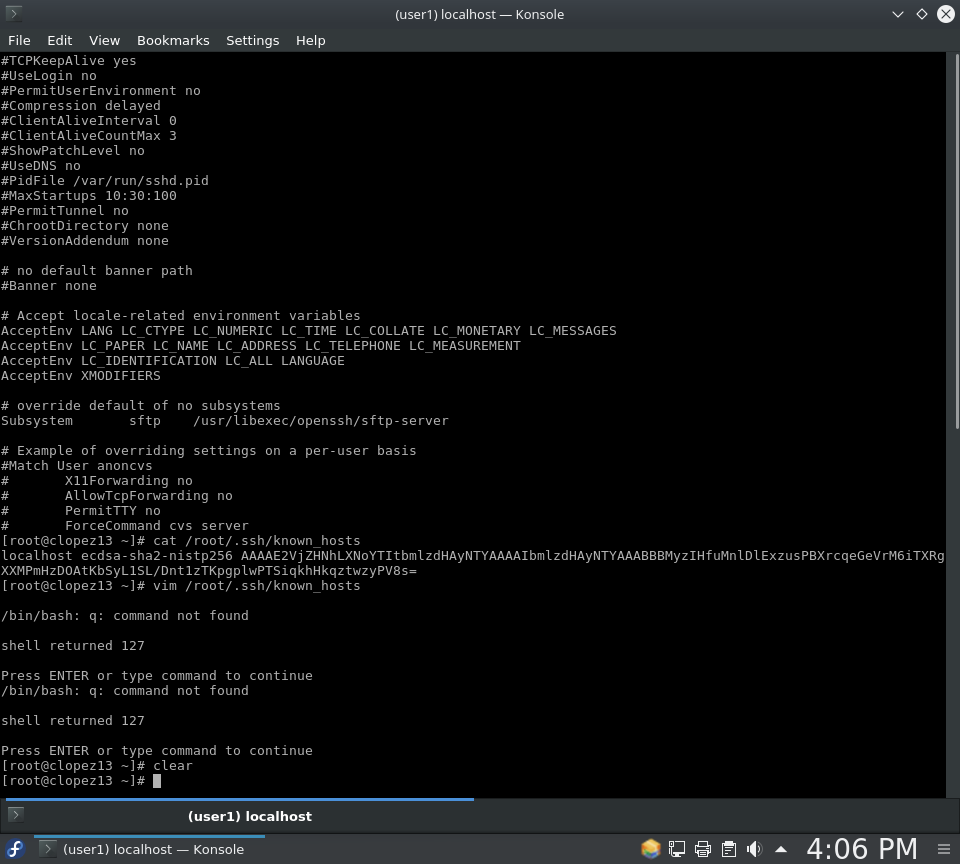 (user1) localhost — Konsole
File Edit View Bookmarks Settings Help
#TCPKeepAlive yes
#UseLogin no
#PermitUserEnvironment no
#Compression delayed
#ClientAliveInterval 0
#ClientAliveCountMax 3
#ShowPatchLevel no
#UseDNS no
#PidFile /var/run/sshd.pid
#MaxStartups 10:30:100
#PermitTunnel no
#ChrootDirectory none
#VersionAddendum none
# no default banner path
#Banner none
# Accept locale-related environment variables
AcceptEnv LANG LC_CTYPE LC_NUMERIC LC_TIME LC_COLLATE LC_MONETARY LC_MESSAGES
AcceptEnv LC_PAPER LC_NAME LC_ADDRESS LC_TELEPHONE LC_MEASUREMENT
AcceptEnv LC_IDENTIFICATION LC_ALL LANGUAGE
AcceptEnv XMODIFIERS
# override default of no subsystems
Subsystem       sftp    /usr/libexec/openssh/sftp-server
# Example of overriding settings on a per-user basis
#Match User anoncvs
#       X11Forwarding no
#       AllowTcpForwarding no
#       PermitTTY no
#       ForceCommand cvs server
[root@clopez13 ~]# cat /root/.ssh/known_hosts
localhost ecdsa-sha2-nistp256 AAAAE2VjZHNhLXNoYTItbmlzdHAyNTYAAAAIbmlzdHAyNTYAAABBBMyzIHfuMnlDlExzusPBXrcqeGeVrM6iTXRg
XXMPmHzDOAtKbSyL1SL/Dnt1zTKpgplwPTSiqkhHkqztwzyPV8s=
[root@clopez13 ~]# vim /root/.ssh/known_hosts
/bin/bash: q: command not found
shell returned 127
Press ENTER or type command to continue
/bin/bash: q: command not found
shell returned 127
Press ENTER or type command to continue
[root@clopez13 ~]# clear
[root@clopez13 ~]#
(user1) localhost
(user1) localhost — Konsole
4:06 PM